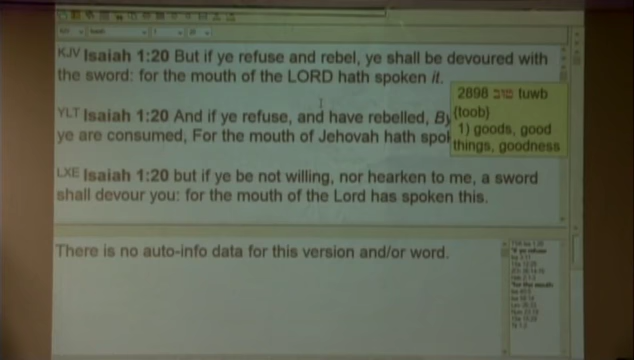 KJV Isaiah 1:20 But if ye refuse and rebel, ye shall be devoured with
the sword: for the mouth of the LORD hath spoken it.
2898 טוּב tuwb
{toob}
1) goods, good
things, goodness
YLT Isaiah 1:20 And if ye refuse, and have rebelled, By
ye are consumed, For the mouth of Jehovah hath spok
LXE Isaiah 1:20 but if ye be not willing, nor hearken to me, a sword
shall devour you: for the mouth of the Lord has spoken this.
There is no auto-info data for this version and/or word.